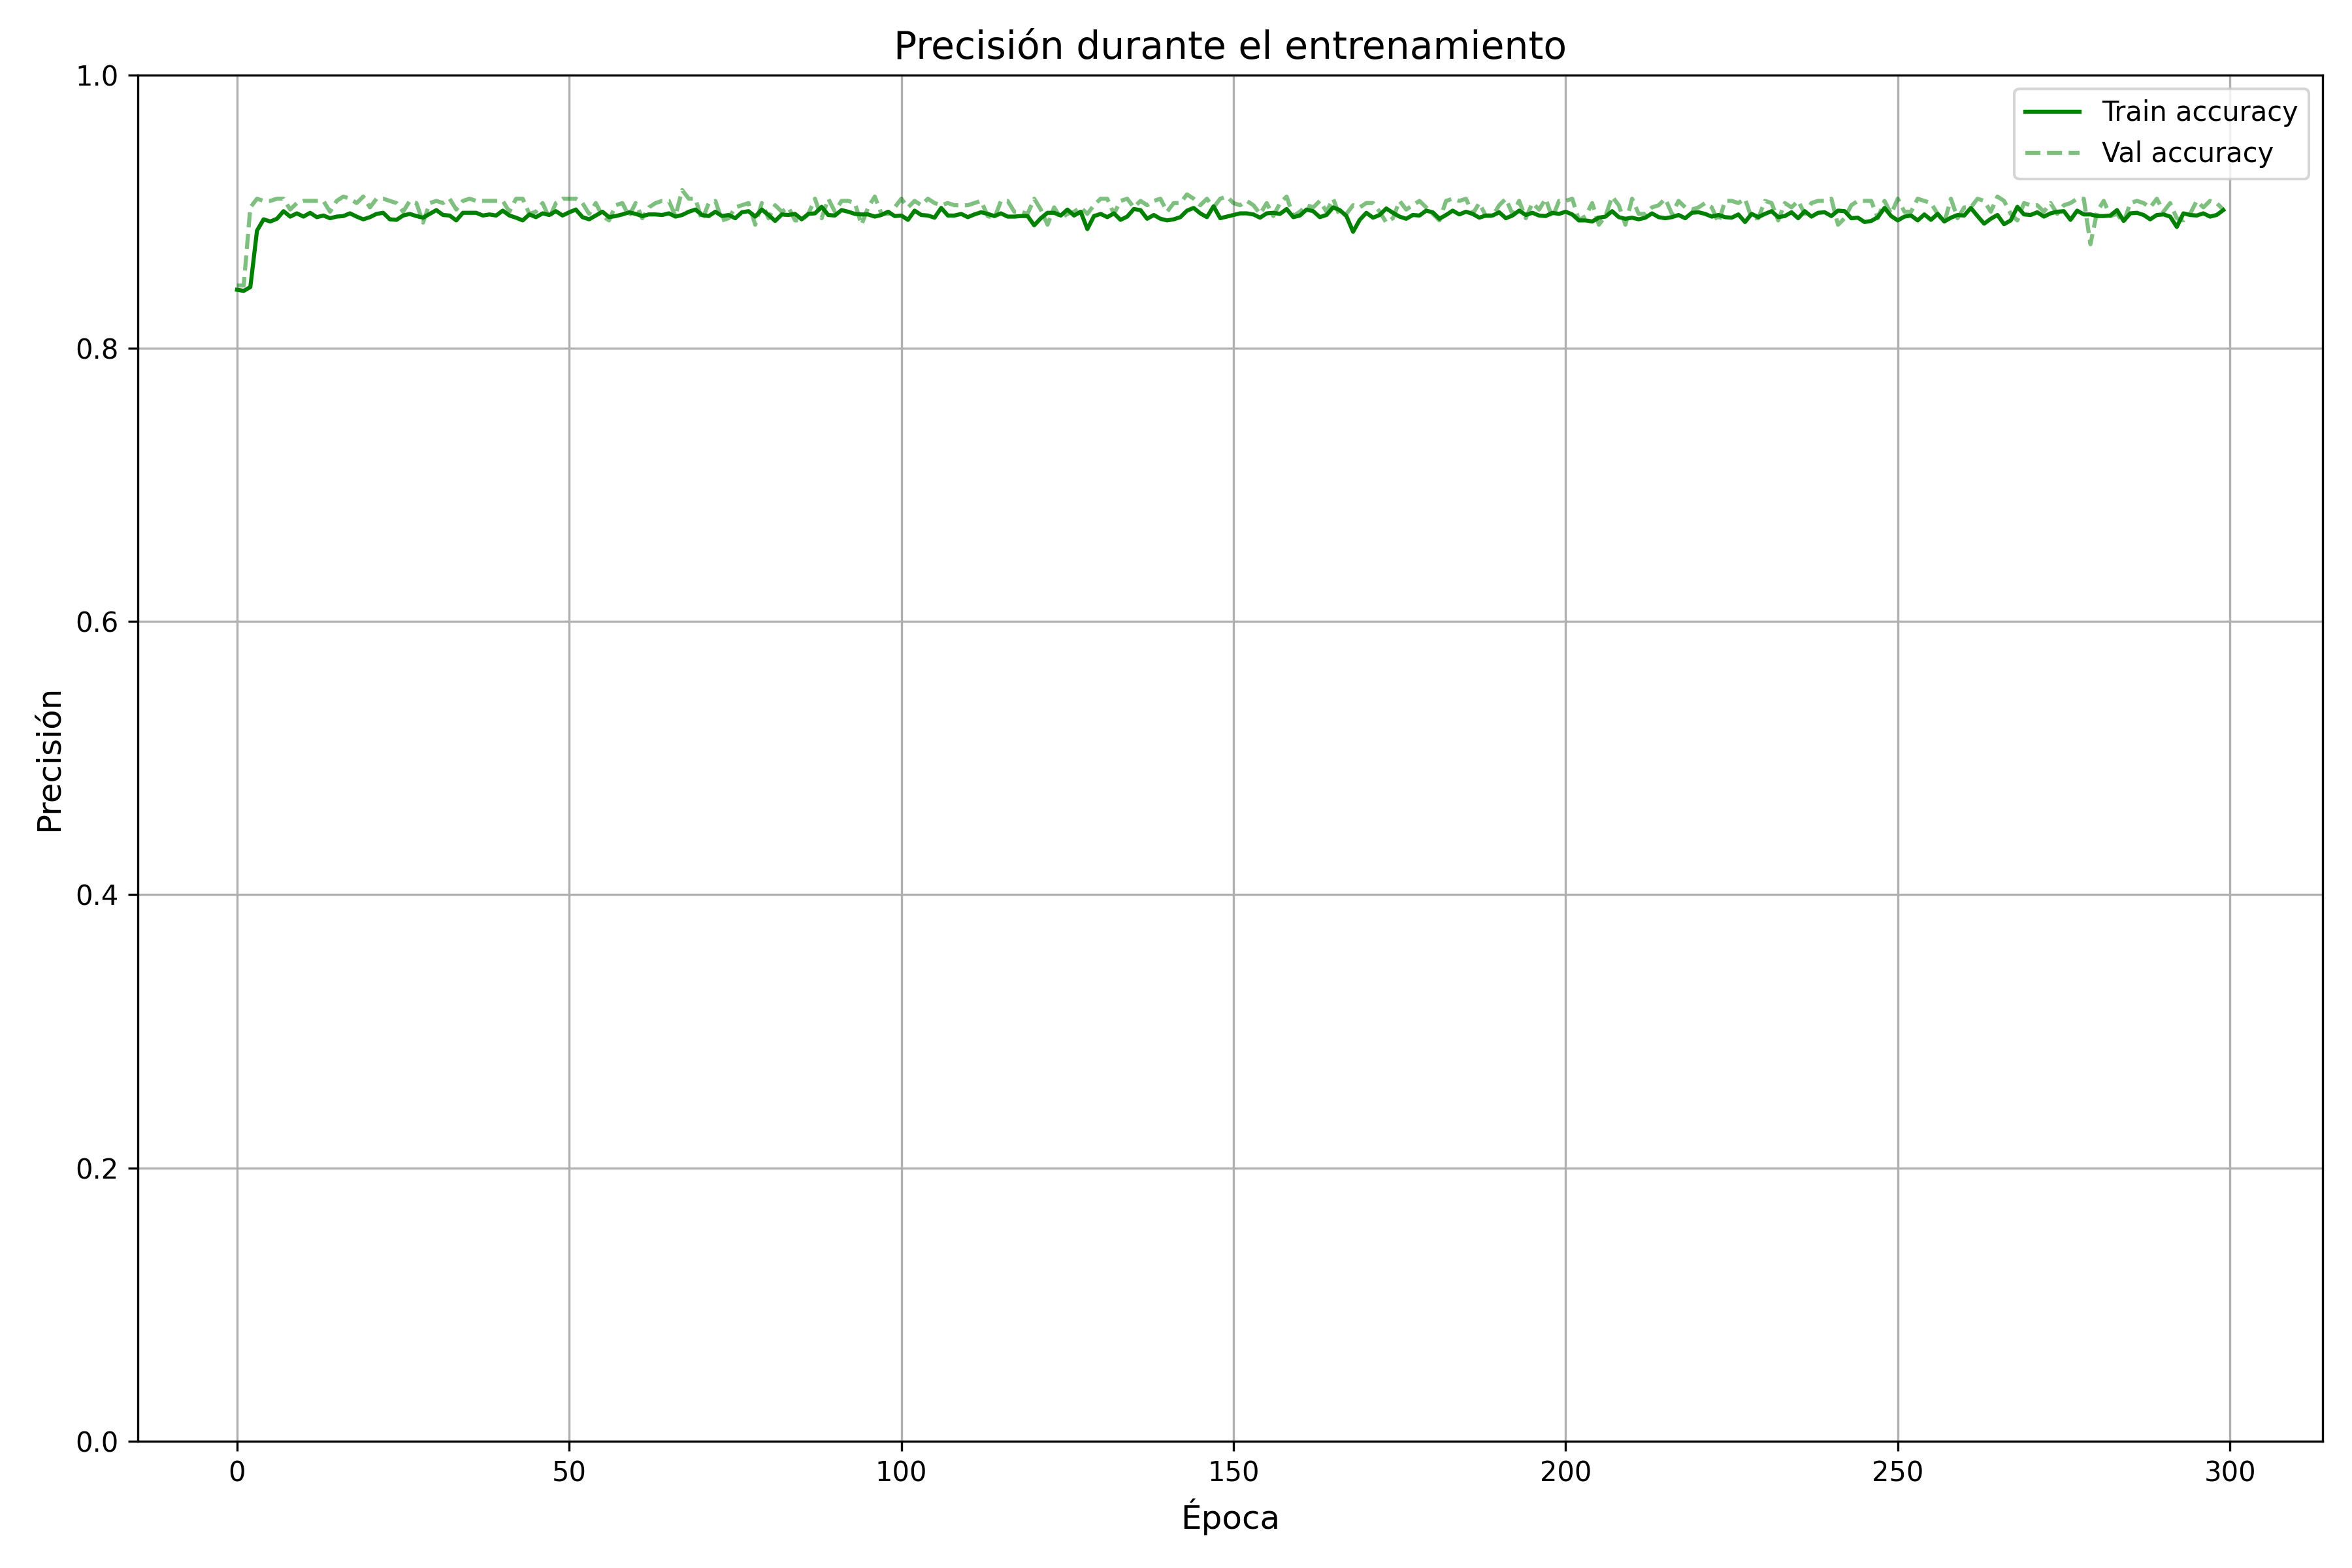 Precisión durante el entrenamiento
1.0
0.8
0.6
0.4
0.2
0.0
Precisión
Train accuracy
Val accuracy
0 50 100 150 200 250 300
Época